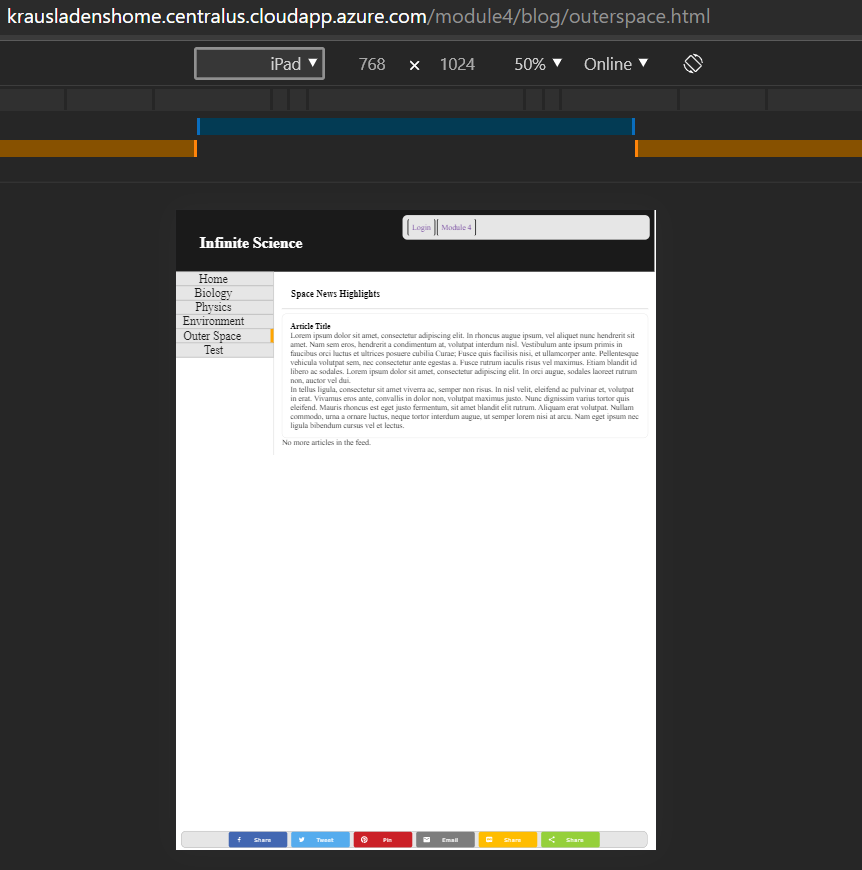 krausladenshome.centralus.cloudapp.azure.com/module4/blog/outerspace.html
iPad ▼ 768 × 1024 50% ▼ Online ▼
Login Module 4
Infinite Science
Home
Biology
Physics
Environment
Outer Space
Test
Space News Highlights
Article Title
Lorem ipsum dolor sit amet, consectetur adipiscing elit. In rhoncus augue ipsum, vel aliquet nunc hendrerit sit
amet. Nam sem eros, hendrerit a condimentum at, volutpat interdum nisl. Vestibulum ante ipsum primis in
faucibus orci luctus et ultrices posuere cubilia Curae; Fusce quis facilisis nisi, et ullamcorper ante. Pellentesque
vehicula volutpat sem, nec consectetur ante egestas a. Fusce rutrum iaculis risus vel maximus. Etiam blandit id
libero ac sodales. Lorem ipsum dolor sit amet, consectetur adipiscing elit. In orci augue, sodales laoreet rutrum
non, auctor vel dui.
In tellus ligula, consectetur sit amet viverra ac, semper non risus. In nisl velit, eleifend ac pulvinar et, volutpat
in erat. Vivamus eros ante, convallis in dolor non, volutpat maximus justo. Nunc dignissim varius tortor quis
eleifend. Mauris rhoncus est eget justo fermentum, sit amet blandit elit rutrum. Aliquam erat volutpat. Nullam
commodo, urna a ornare luctus, neque tortor interdum augue, ut semper lorem nisi at arcu. Nam eget ipsum nec
ligula bibendum cursus vel et lectus.
No more articles in the feed.
Share Tweet Pin Email Share Share